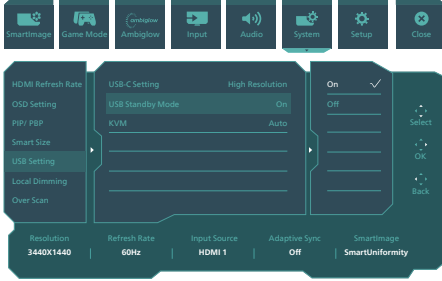 ambiglow
SmartImage Game Mode Ambiglow Input Audio System Setup Close
HDMI Refresh Rate USB-C Setting High Resolution On
OSD Setting USB Standby Mode On Off
PIP/ PBP KVM Auto
Select
Smart Size
USB Setting
OK
Local Dimming
Back
Over Scan
Resolution Refresh Rate Input Source Adaptive Sync SmartImage
3440X1440 60Hz HDMI 1 Off SmartUniformity